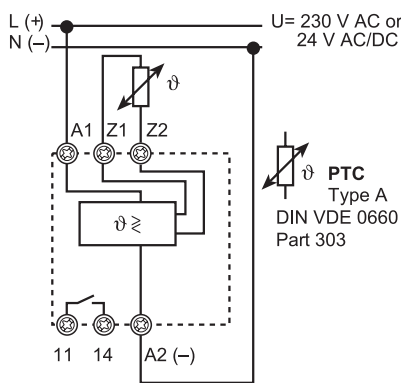 L (+)
U= 230 V AC or
N (–)
24 V AC/DC
ϑ
A1 Z1 Z2
ϑ PTC
Type A
DIN VDE 0660
Part 303
ϑ ≷
11 14 A2 (–)